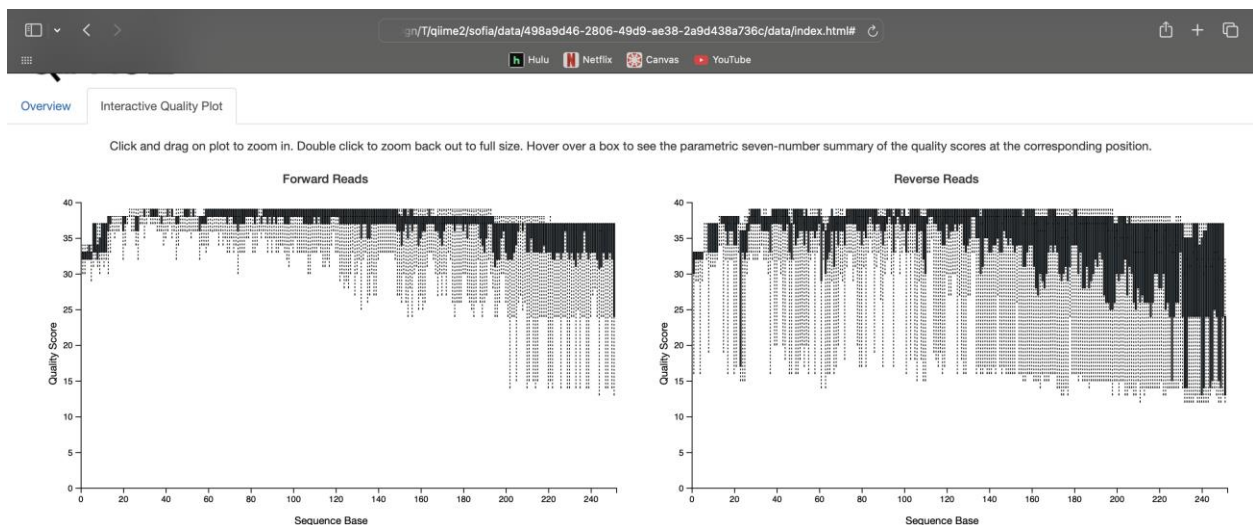 gn/T/qiime2/sofia/data/498a9d46-2806-49d9-ae38-2a9d438a736c/data/index.html#
h Hulu N Netflix Canvas YouTube
Overview Interactive Quality Plot
Click and drag on plot to zoom in. Double click to zoom back out to full size. Hover over a box to see the parametric seven-number summary of the quality scores at the corresponding position.
Forward Reads
40
35
30
25
20
15
10
5
0
Quality Score
0 20 40 60 80 100 120 140 160 180 200 220 240
Sequence Base
Reverse Reads
40
35
30
25
20
15
10
5
0
Quality Score
0 20 40 60 80 100 120 140 160 180 200 220 240
Sequence Base